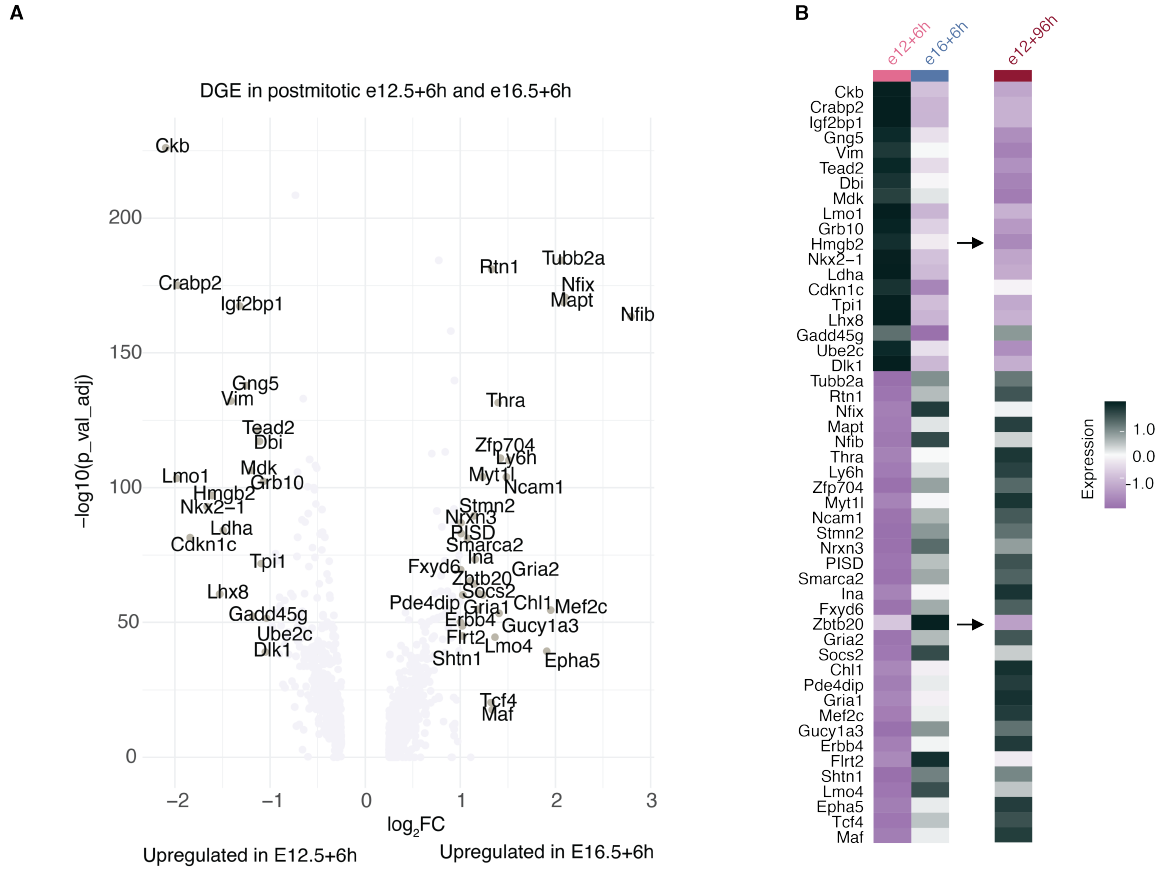 A
DGE in postmitotic e12.5+6h and e16.5+6h
−log10(p_val_adj)
200
150
100
50
0
Ckb
Crabp2
Igf2bp1
Rtn1
Tubb2a
Nfix
Mapt
Nfib
Gng5
Vim
Thra
Tead2
Dbi
Zfp704
Ly6h
Mdk
Lmo1
Grb10
Myt1l
Ncam1
Hmgb2
Nkx2−1
Stmn2
Nrxn3
Ldha
PISD
Cdkn1c
Smarca2
Tpi1
Ina
Fxyd6
Gria2
Zbtb20
Lhx8
Socs2
Pde4dip
Gria1
Chl1
Mef2c
Gadd45g
Erbb4
Gucy1a3
Ube2c
Flrt2
Dlk1
Lmo4
Shtn1
Epha5
Tcf4
Maf
−2
−1
0
1
2
3
log2FC
Upregulated in E12.5+6h
Upregulated in E16.5+6h
B
e12+6h
e16+6h
e12+96h
Ckb
Crabp2
Igf2bp1
Gng5
Vim
Tead2
Dbi
Mdk
Lmo1
Grb10
Hmgb2
Nkx2−1
Ldha
Cdkn1c
Tpi1
Lhx8
Gadd45g
Ube2c
Dlk1
Tubb2a
Rtn1
Nfix
Mapt
Nfib
Thra
Ly6h
Zfp704
Myt1l
Ncam1
Stmn2
Nrxn3
PISD
Smarca2
Ina
Fxyd6
Zbtb20
Gria2
Socs2
Chl1
Pde4dip
Gria1
Mef2c
Gucy1a3
Erbb4
Flrt2
Shtn1
Lmo4
Epha5
Tcf4
Maf
Expression
1.0
0.0
-1.0